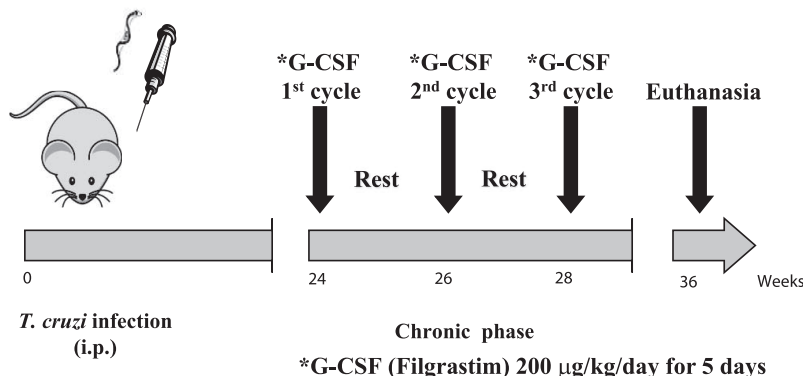 *G-CSF *G-CSF *G-CSF
1st cycle 2nd cycle 3rd cycle Euthanasia
Rest Rest
0 24 26 28 36 Weeks
T. cruzi infection
(i.p.)
Chronic phase
*G-CSF (Filgrastim) 200 µg/kg/day for 5 days